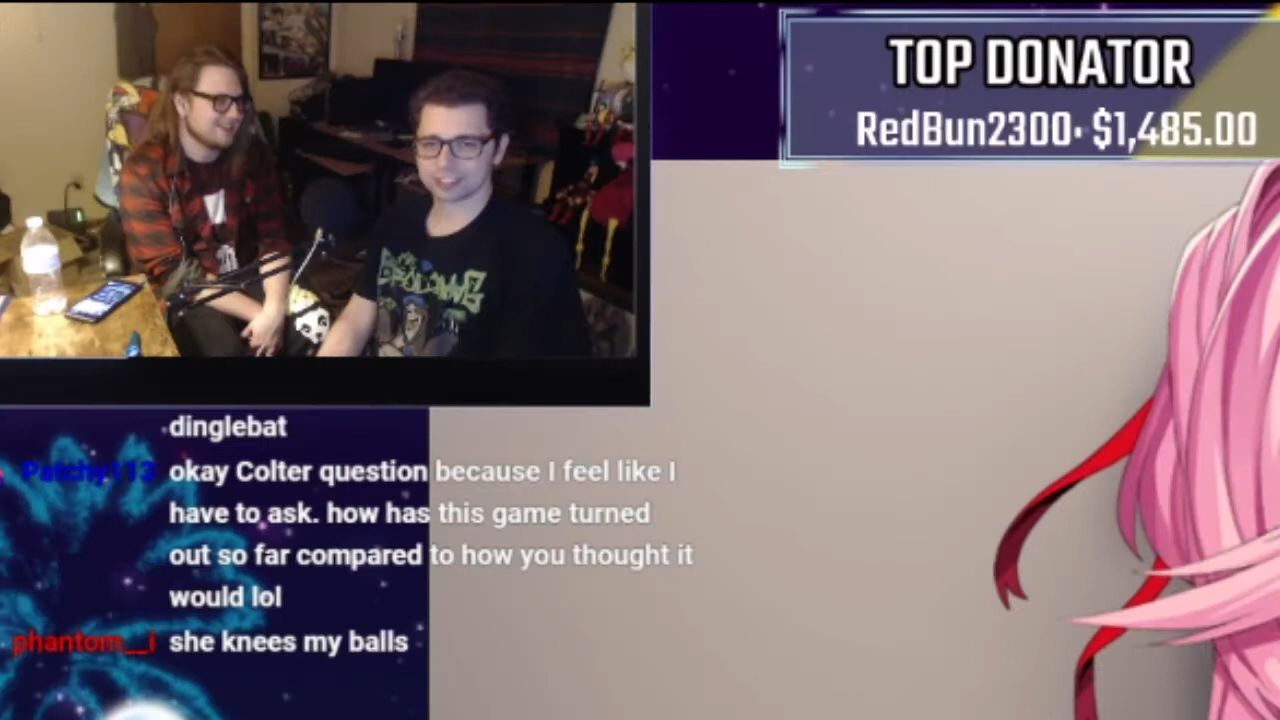 TOP DONATOR
RedBun2300• $1,485.00
dinglebat
Patchy113 okay Colter question because I feel like I
have to ask. how has this game turned
out so far compared to how you thought it
would lol
phantom__i she knees my balls